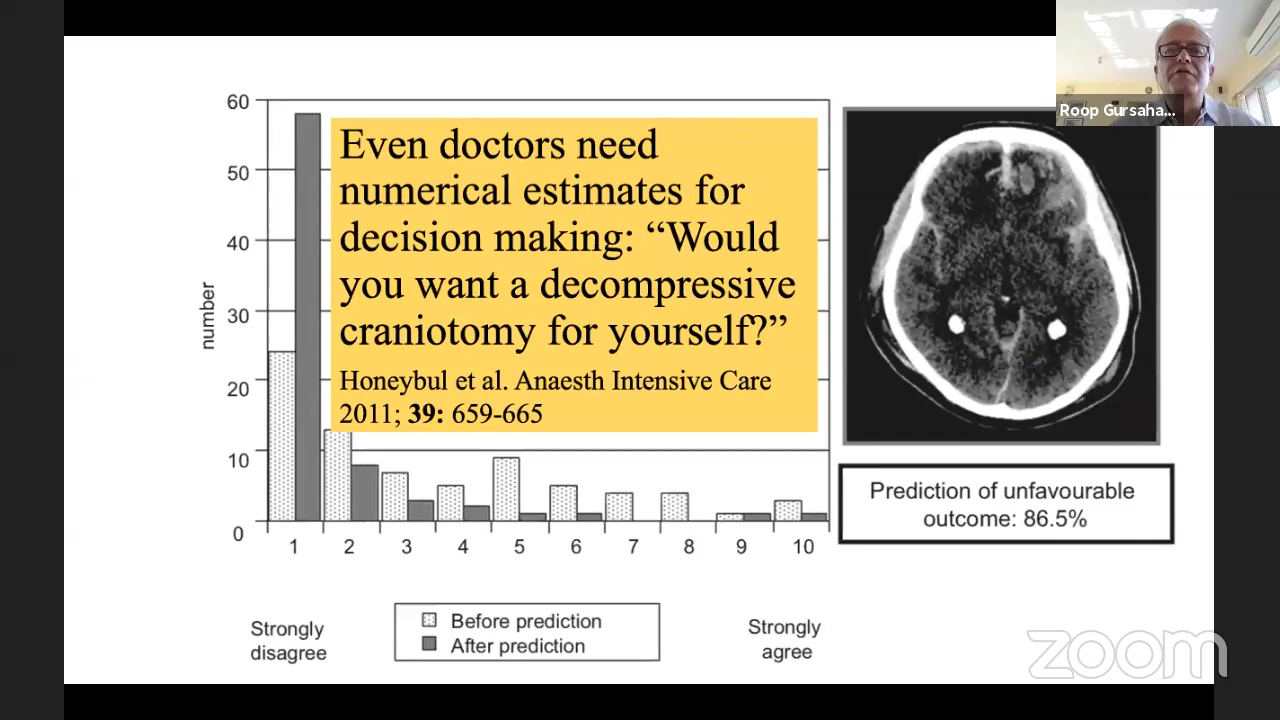 Roop Gursaha...
60
50
40
30
20
10
0
number
Even doctors need
numerical estimates for
decision making: “Would
you want a decompressive
craniotomy for yourself?”
Honeybul et al. Anaesth Intensive Care
2011; 39: 659-665
1 2 3 4 5 6 7 8 9 10
Prediction of unfavourable
outcome: 86.5%
Strongly
disagree
Before prediction
After prediction
Strongly
agree
zoom